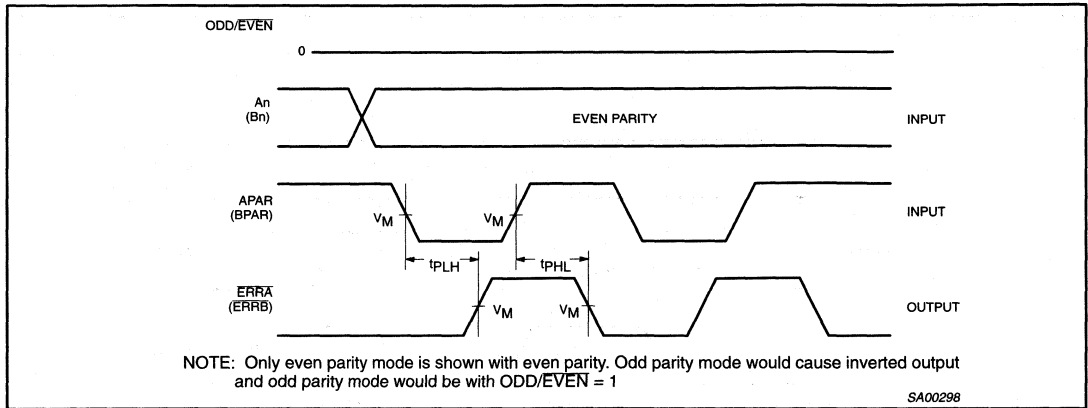 ODD/EVEN
0
An
(Bn)
EVEN PARITY
INPUT
APAR
(BPAR)
VM
VM
INPUT
tPLH
tPHL
ERRA
(ERRB)
VM
VM
OUTPUT
NOTE: Only even parity mode is shown with even parity. Odd parity mode would cause inverted output
and odd parity mode would be with ODD/EVEN = 1
SA00298